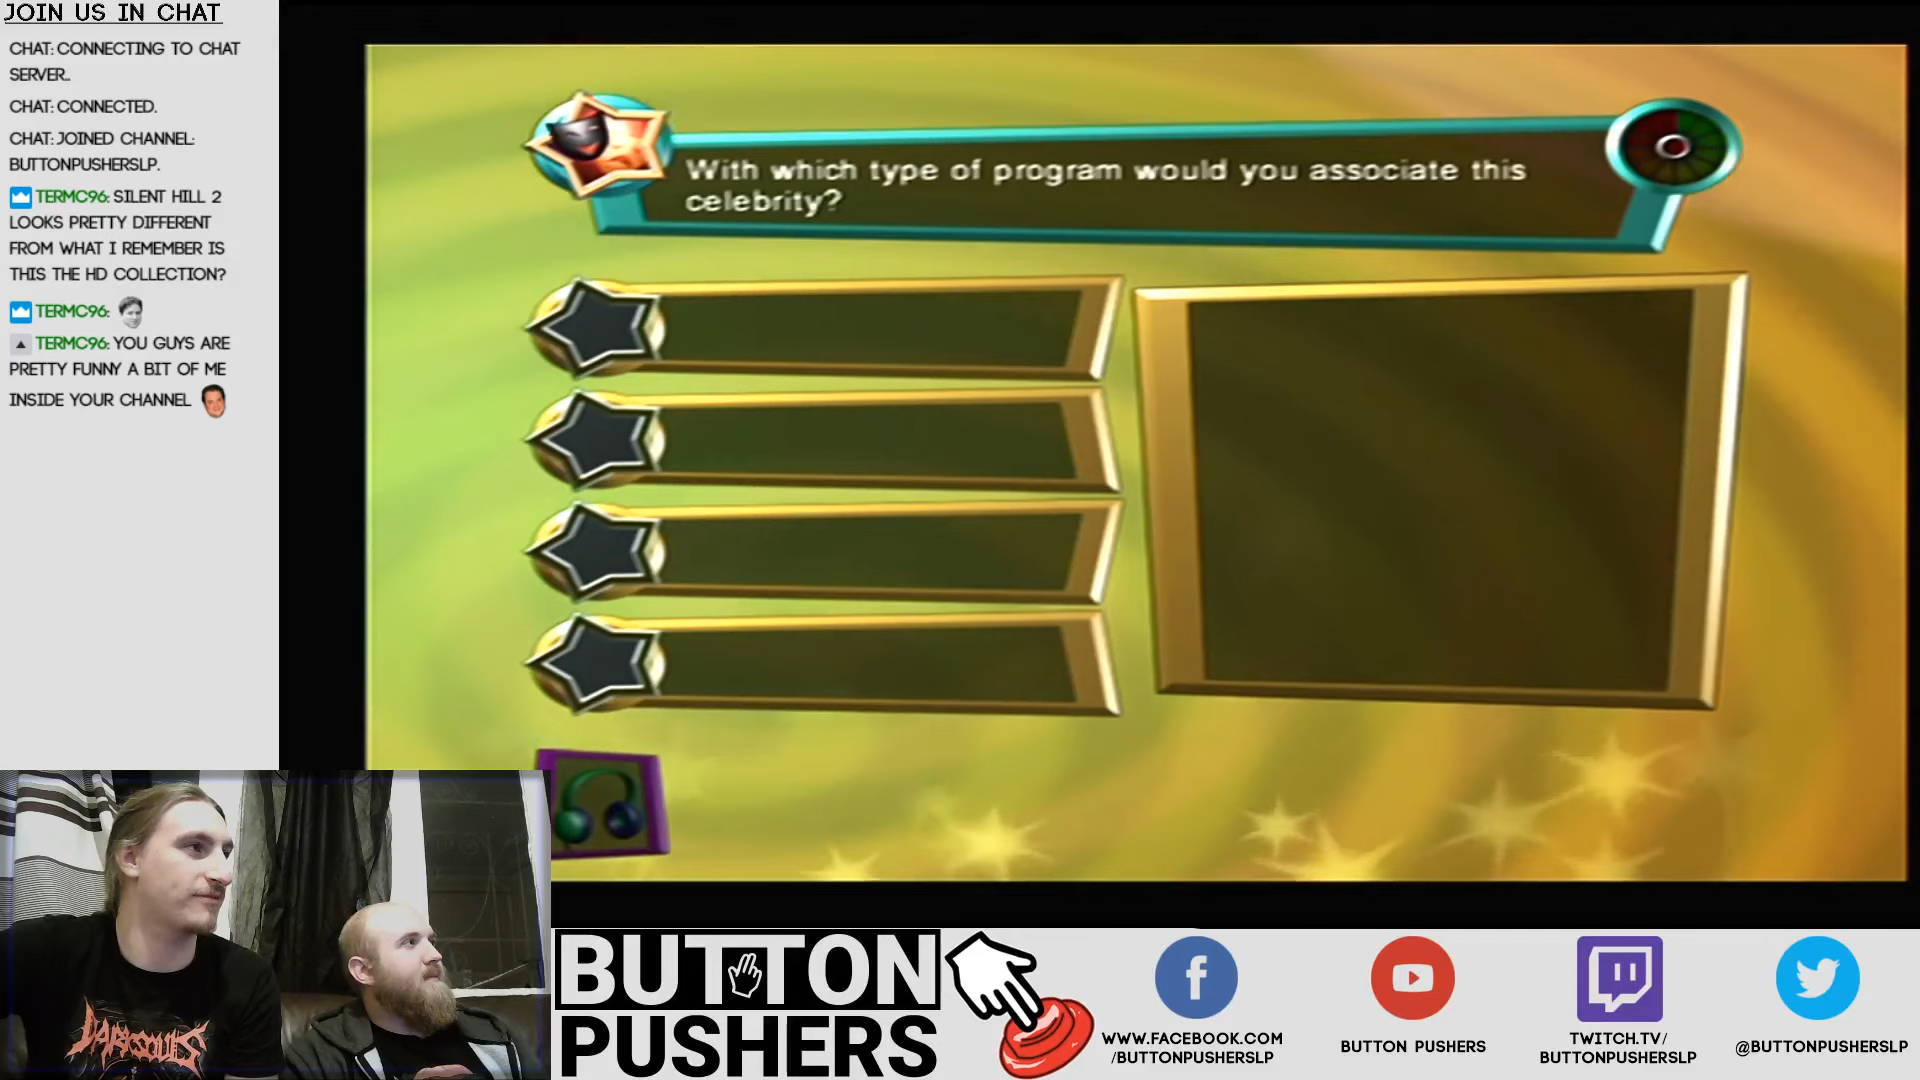 JOIN US IN CHAT
CHAT: CONNECTING TO CHAT
SERVER..
CHAT: CONNECTED.
CHAT: JOINED CHANNEL:
BUTTONPUSHERSLP.
TERMC96: SILENT HILL 2
LOOKS PRETTY DIFFERENT
FROM WHAT I REMEMBER IS
THIS THE HD COLLECTION?
TERMC96:
TERMC96: YOU GUYS ARE
PRETTY FUNNY A BIT OF ME
INSIDE YOUR CHANNEL
With which type of program would you associate this
celebrity?
DARK SOULS
BUTTON
PUSHERS
WWW.FACEBOOK.COM
/BUTTONPUSHERSLP
BUTTON PUSHERS
TWITCH.TV/
BUTTONPUSHERSLP
@BUTTONPUSHERSLP